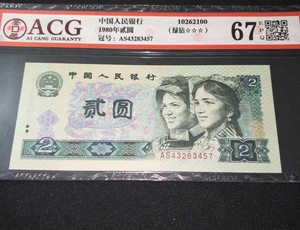 ACG
AI CANG GUARANTY
中国人民银行
1980年贰圆
冠号：AS43283457
10262100
(绿钻☆☆☆)
67 EPQ
中国人民银行
贰圆
2
AS43283457
2